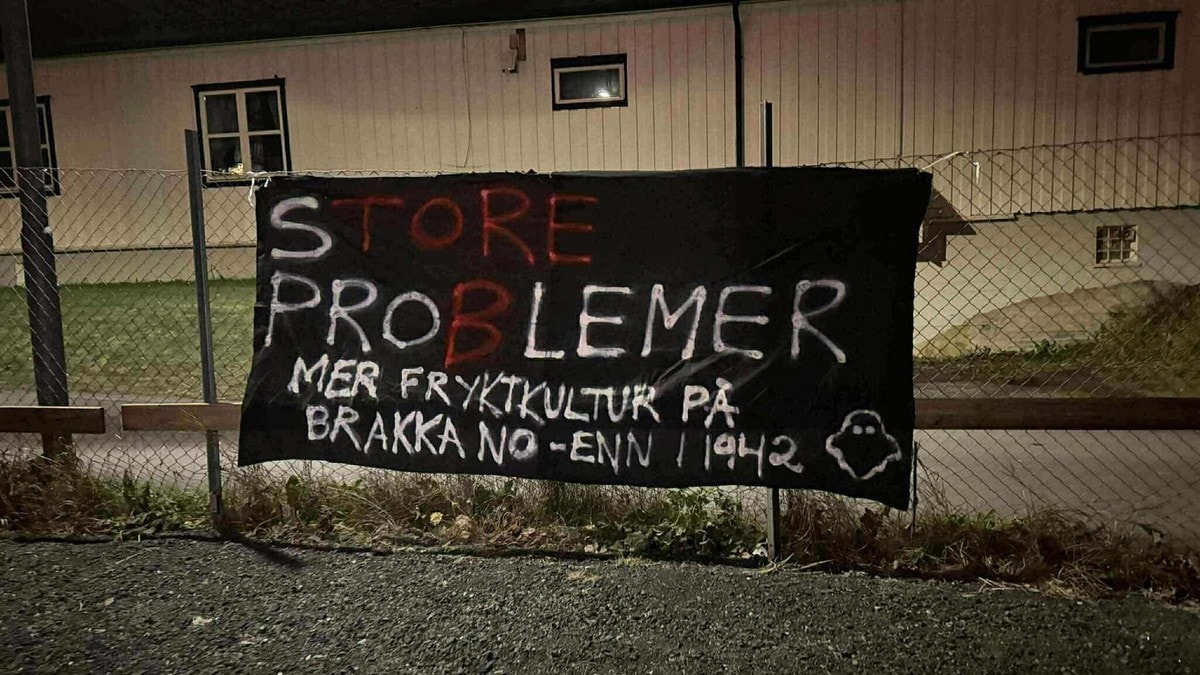 STORE
PROBLEMER
MER FRYKTKULTUR PÅ
BRAKKA NO -ENN I 1942